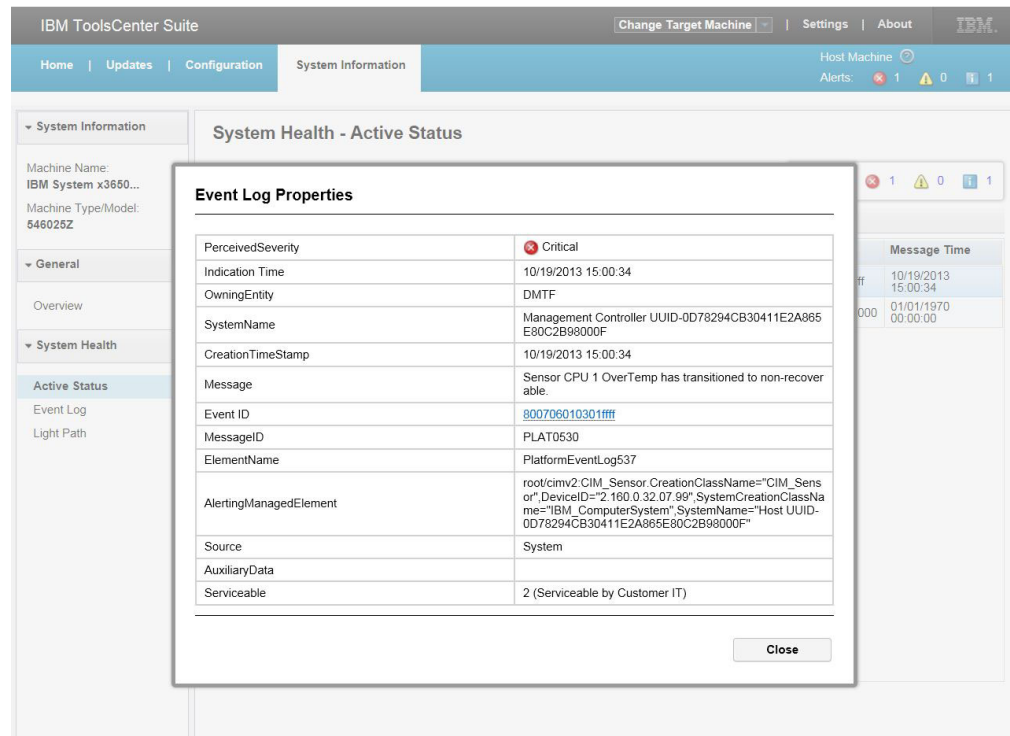 IBM ToolsCenter Suite
Change Target Machine | Settings | About IBM.
Home | Updates | Configuration System Information
Host Machine
Alerts: 1 0 1
System Information
System Health - Active Status
Machine Name:
IBM System x3650...
Machine Type/Model:
546025Z
General
Overview
System Health
Active Status
Event Log
Light Path
1 0 1
Message Time
ff 10/19/2013
15:00:34
000 01/01/1970
00:00:00
Event Log Properties
PerceivedSeverity Critical
Indication Time 10/19/2013 15:00:34
OwningEntity DMTF
SystemName Management Controller UUID-0D78294CB30411E2A865
E80C2B98000F
CreationTimeStamp 10/19/2013 15:00:34
Message Sensor CPU 1 OverTemp has transitioned to non-recover
able.
Event ID 800706010301ffff
MessageID PLAT0530
ElementName PlatformEventLog537
AlertingManagedElement root/cimv2:CIM_Sensor.CreationClassName="CIM_Sens
or",DeviceID="2.160.0.32.07.99",SystemCreationClassNa
me="IBM_ComputerSystem",SystemName="Host UUID-
0D78294CB30411E2A865E80C2B98000F"
Source System
AuxiliaryData
Serviceable 2 (Serviceable by Customer IT)
Close